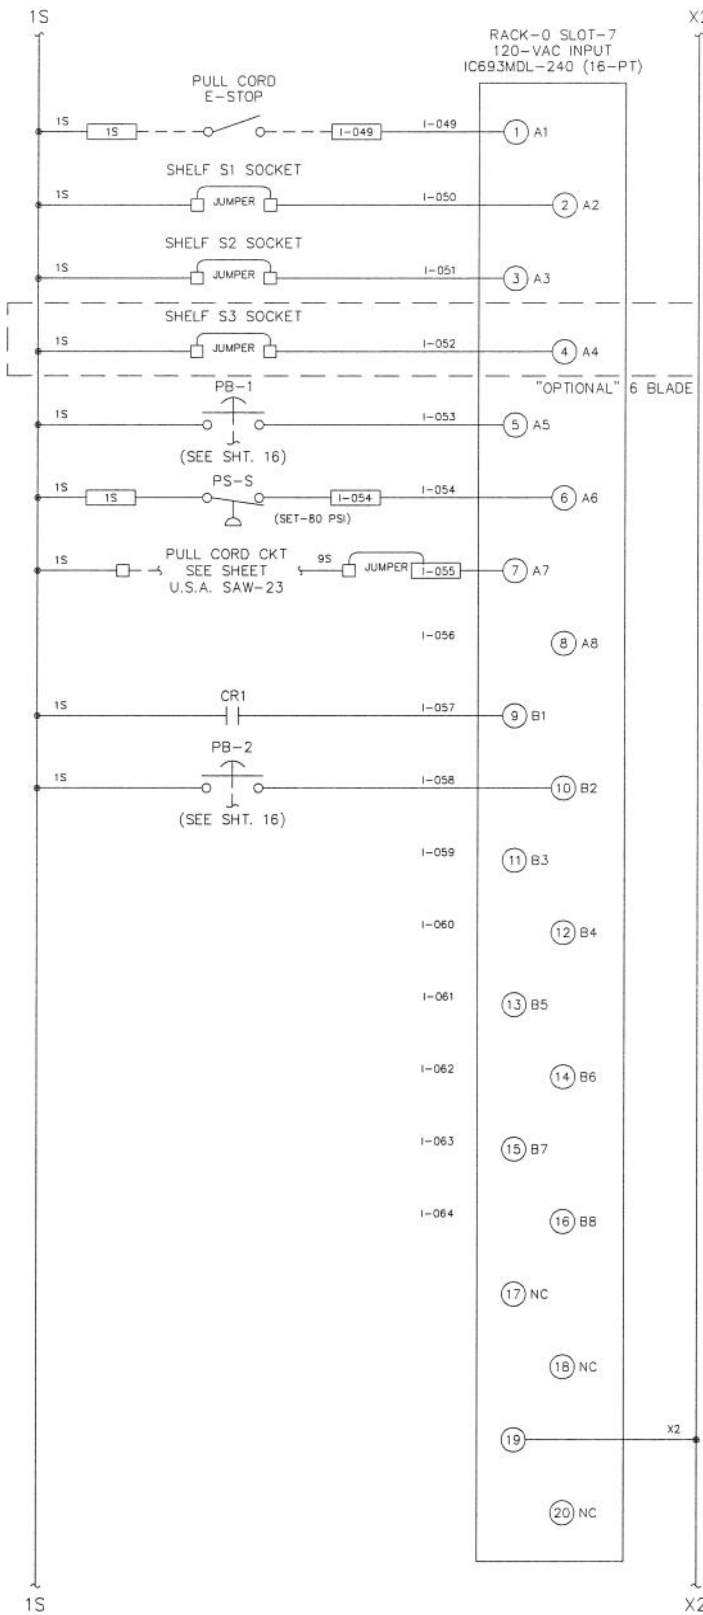 1S
X2
RACK-0 SLOT-7
120-VAC INPUT
IC693MDL-240 (16-PT)
PULL CORD
E-STOP
1S
1S
I-049
I-049
1 A1
SHELF S1 SOCKET
1S
JUMPER
I-050
2 A2
SHELF S2 SOCKET
1S
JUMPER
I-051
3 A3
SHELF S3 SOCKET
1S
JUMPER
I-052
4 A4
"OPTIONAL" 6 BLADE
PB-1
1S
I-053
5 A5
(SEE SHT. 16)
PS-S
1S
1S
I-054
I-054
6 A6
(SET-80 PSI)
1S
PULL CORD CKT
SEE SHEET
U.S.A. SAW-23
9S
JUMPER
I-055
7 A7
I-056
8 A8
CR1
1S
I-057
9 B1
PB-2
1S
I-058
10 B2
(SEE SHT. 16)
I-059
11 B3
I-060
12 B4
I-061
13 B5
I-062
14 B6
I-063
15 B7
I-064
16 B8
17 NC
18 NC
19
X2
20 NC
1S
X2